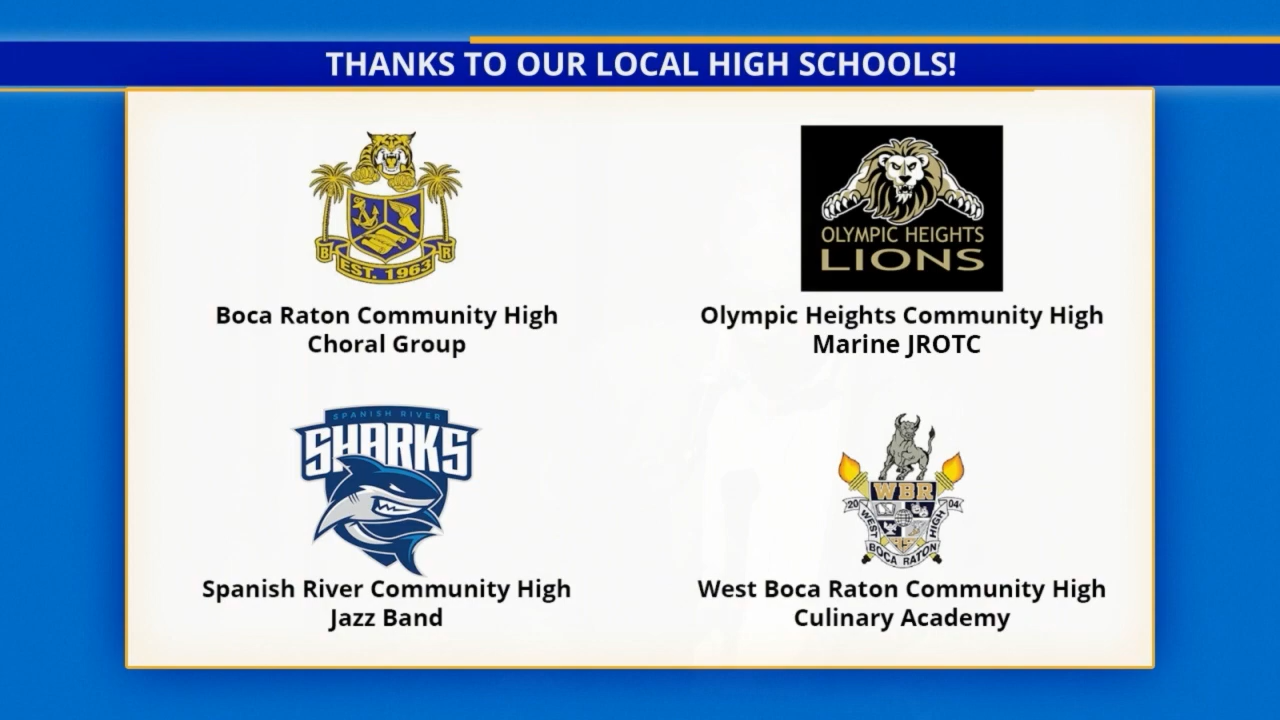 THANKS TO OUR LOCAL HIGH SCHOOLS!
B R
EST. 1963
Boca Raton Community High
Choral Group
OLYMPIC HEIGHTS
LIONS
Olympic Heights Community High
Marine JROTC
SPANISH RIVER
SHARKS
Spanish River Community High
Jazz Band
WBR
20 04
WEST BOCA RATON HIGH
West Boca Raton Community High
Culinary Academy